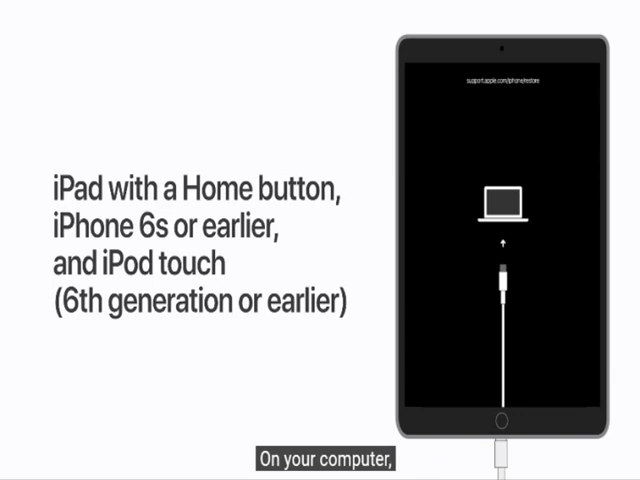 support.apple.com/iphone/restore
iPad with a Home button,
iPhone 6s or earlier,
and iPod touch
(6th generation or earlier)
On your computer,